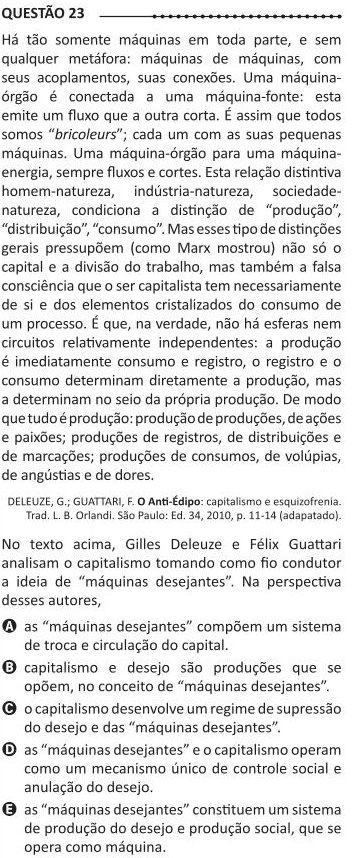 QUESTÃO 23
Há tão somente máquinas em toda parte, e sem
qualquer metáfora: máquinas de máquinas, com
seus acoplamentos, suas conexões. Uma máquina-
órgão é conectada a uma máquina-fonte: esta
emite um fluxo que a outra corta. É assim que todos
somos “bricoleurs”; cada um com as suas pequenas
máquinas. Uma máquina-órgão para uma máquina-
energia, sempre fluxos e cortes. Esta relação distintiva
homem-natureza, indústria-natureza, sociedade-
natureza, condiciona a distinção de “produção”,
“distribuição”, “consumo”. Mas esses tipo de distinções
gerais pressupõem (como Marx mostrou) não só o
capital e a divisão do trabalho, mas também a falsa
consciência que o ser capitalista tem necessariamente
de si e dos elementos cristalizados do consumo de
um processo. É que, na verdade, não há esferas nem
circuitos relativamente independentes: a produção
é imediatamente consumo e registro, o registro e o
consumo determinam diretamente a produção, mas
a determinam no seio da própria produção. De modo
que tudo é produção: produção de produções, de ações
e paixões; produções de registros, de distribuições e
de marcações; produções de consumos, de volúpias,
de angústias e de dores.
DELEUZE, G.; GUATTARI, F. O Anti-Édipo: capitalismo e esquizofrenia.
Trad. L. B. Orlandi. São Paulo: Ed. 34, 2010, p. 11-14 (adapatado).
No texto acima, Gilles Deleuze e Félix Guattari
analisam o capitalismo tomando como fio condutor
a ideia de “máquinas desejantes”. Na perspectiva
desses autores,
A as “máquinas desejantes” compõem um sistema
de troca e circulação do capital.
B capitalismo e desejo são produções que se
opõem, no conceito de “máquinas desejantes”.
C o capitalismo desenvolve um regime de supressão
do desejo e das “máquinas desejantes”.
D as “máquinas desejantes” e o capitalismo operam
como um mecanismo único de controle social e
anulação do desejo.
E as “máquinas desejantes” constituem um sistema
de produção do desejo e produção social, que se
opera como máquina.